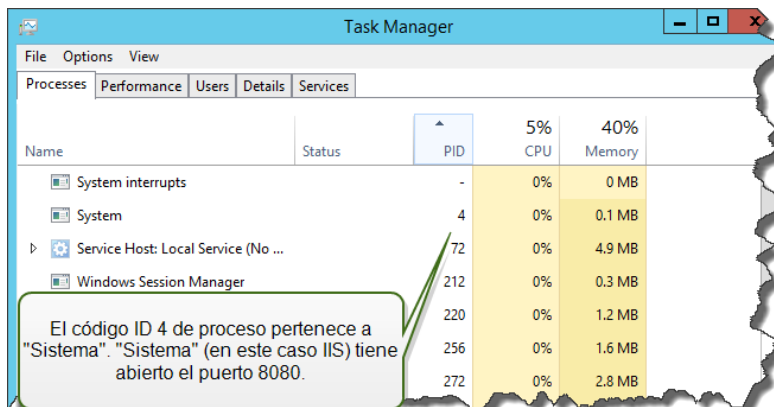 Task Manager
File Options View
Processes Performance Users Details Services
5% 40%
Name Status PID CPU Memory
System interrupts - 0% 0 MB
System 4 0% 0.1 MB
Service Host: Local Service (No ... 72 0% 4.9 MB
Windows Session Manager 212 0% 0.3 MB
220 0% 1.2 MB
256 0% 1.6 MB
272 0% 2.8 MB
El código ID 4 de proceso pertenece a
"Sistema". "Sistema" (en este caso IIS) tiene
abierto el puerto 8080.